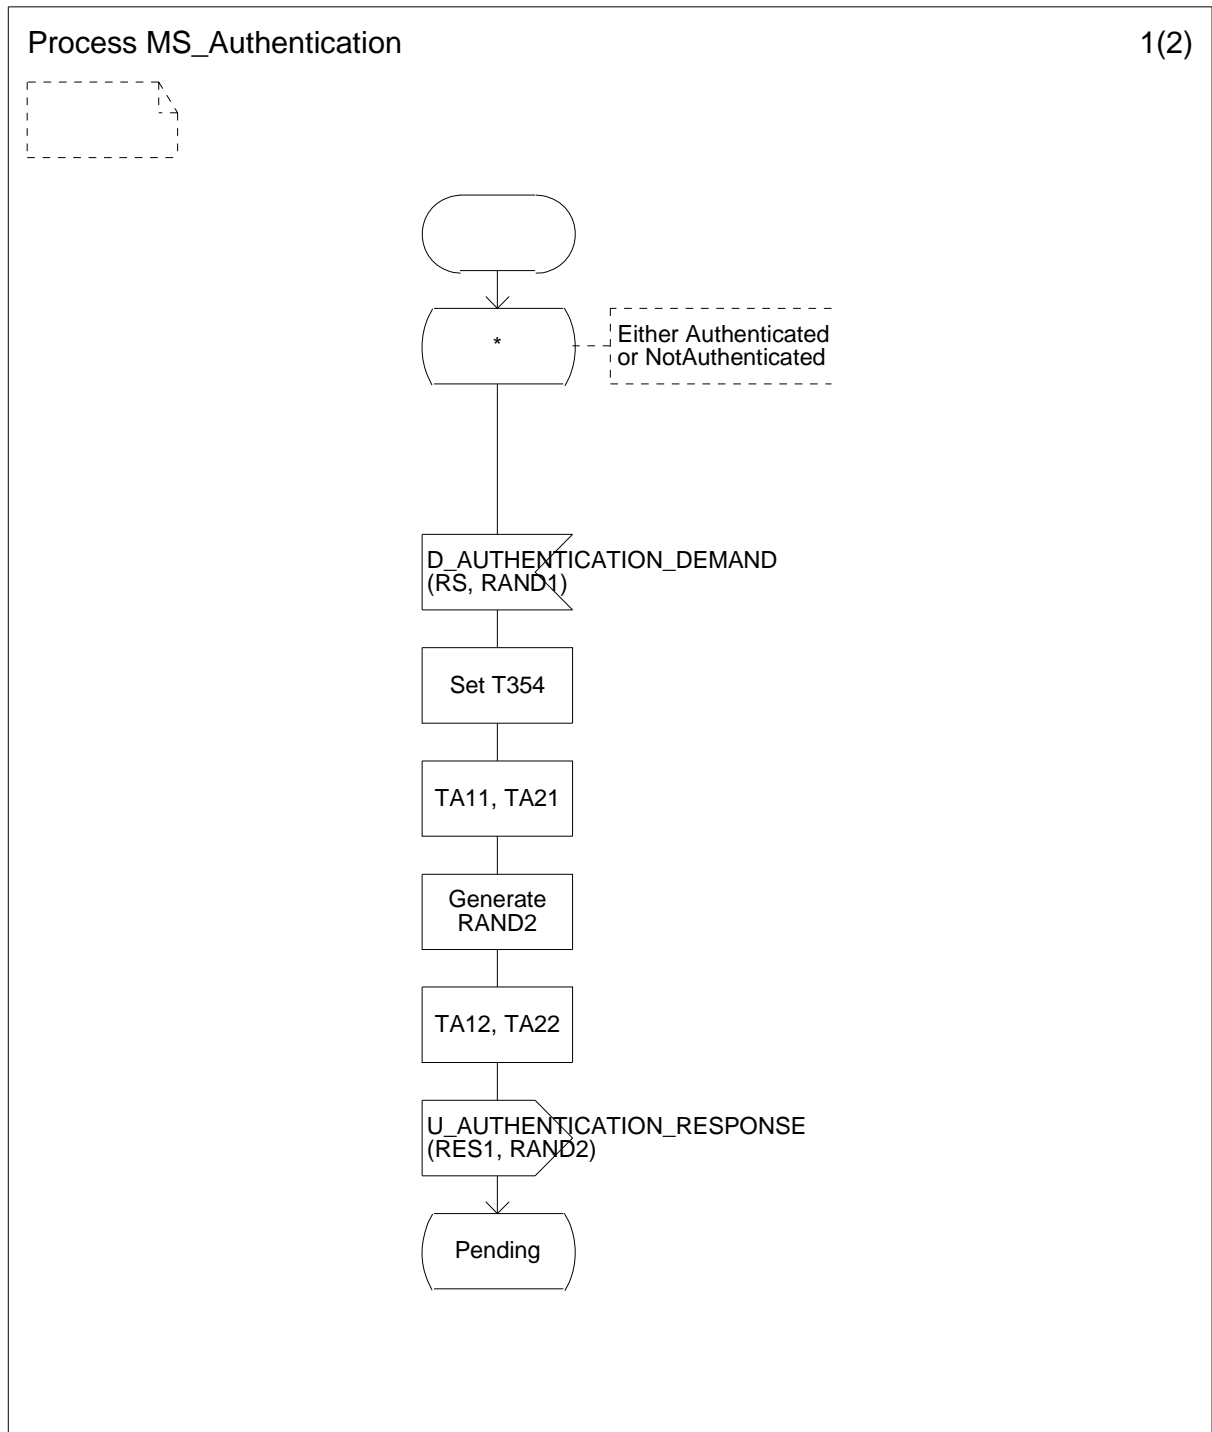 Process MS_Authentication
1(2)
*
Either Authenticated
or NotAuthenticated
D_AUTHENTICATION_DEMAND
(RS, RAND1)
Set T354
TA11, TA21
Generate
RAND2
TA12, TA22
U_AUTHENTICATION_RESPONSE
(RES1, RAND2)
Pending